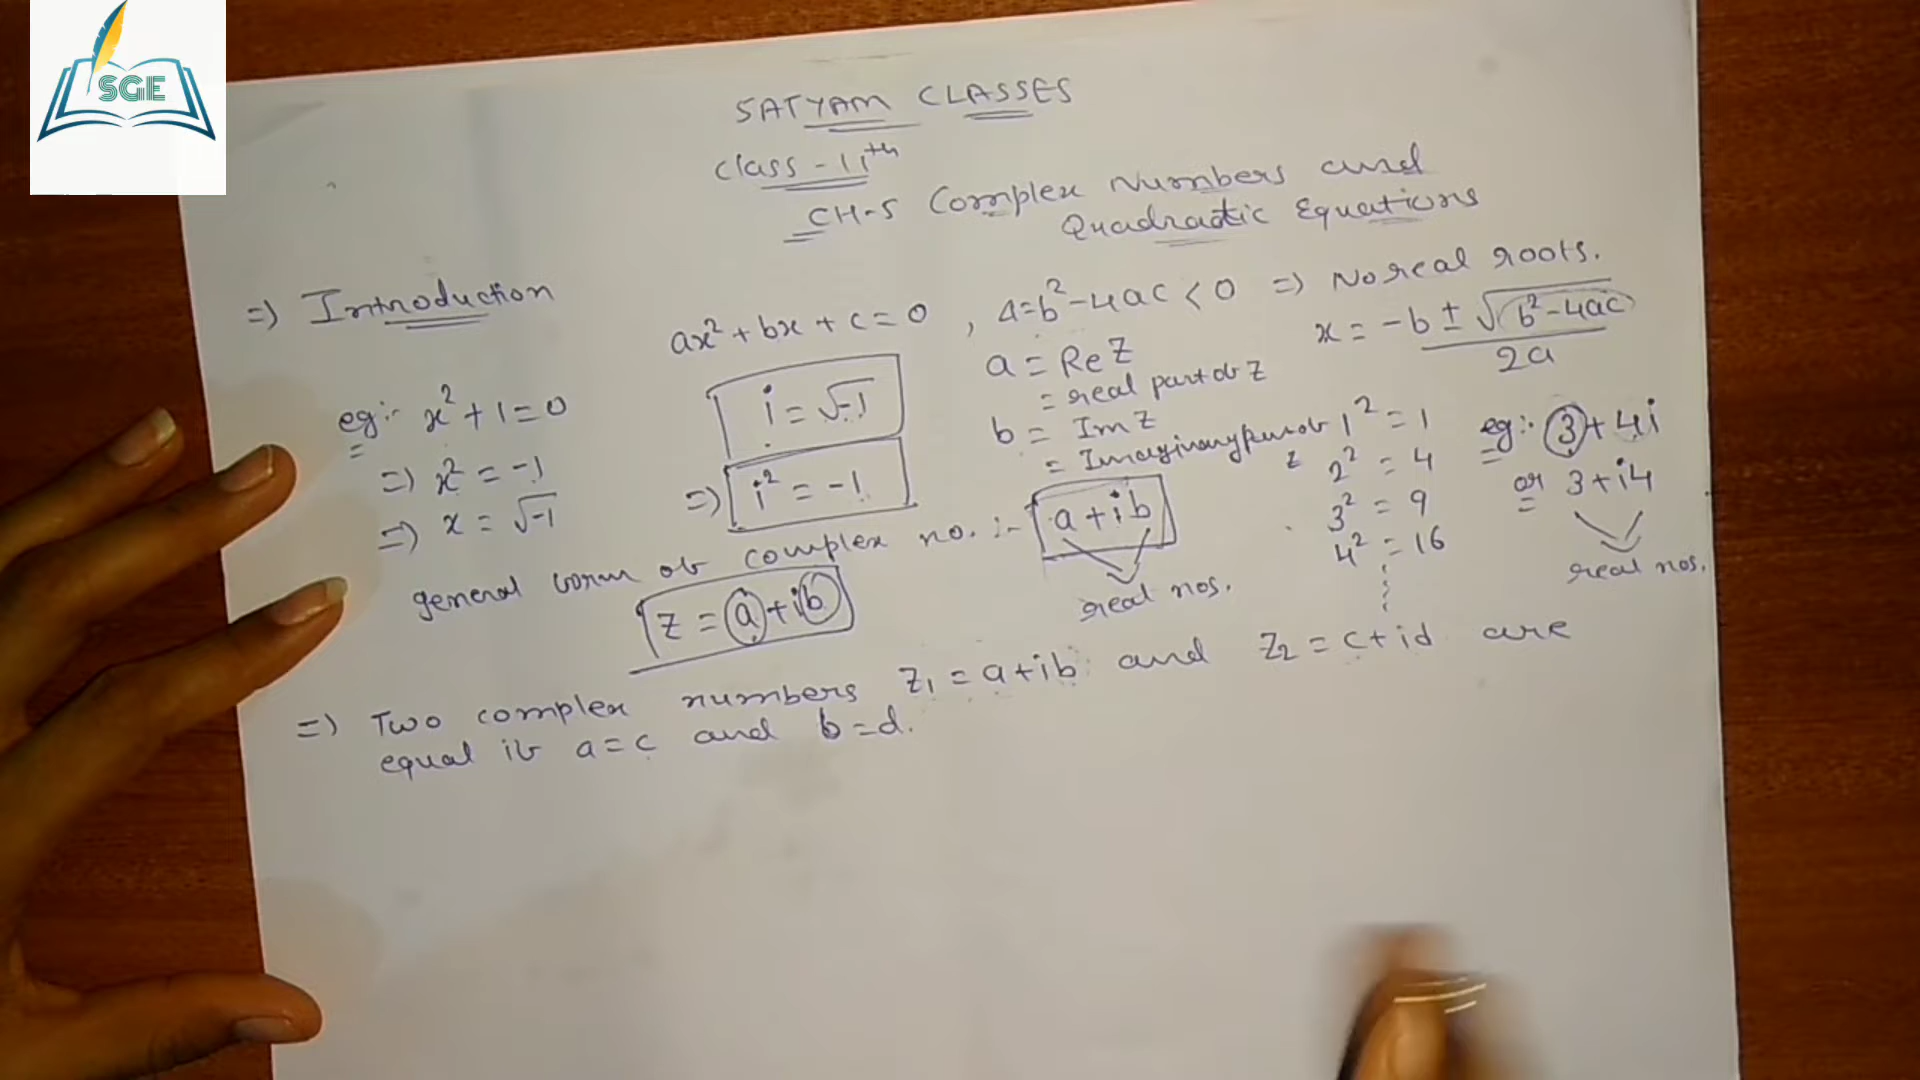 SGE
SATYAM CLASSES
Class - 11th
CH-5 Complex Numbers and
Quadratic Equations
=) Introduction
ax² + bx + c = 0 , Δ=b²-4ac < 0 =) No real roots.
x = -b ± √b²-4ac
2a
eg:- x² + 1 = 0
=) x² = -1
=) x = √-1
i = √-1
=) i² = -1
a = Re Z
= real part of Z
b = Im Z
= Imaginary part of
z
1² = 1
2² = 4
3² = 9
4² = 16
eg:- 3 + 4i
or 3 + i4
real nos.
general form of complex no. :- a + ib
real nos.
z = a + ib
=) Two complex numbers z₁ = a + ib and z₂ = c + id are
equal if a = c and b = d.